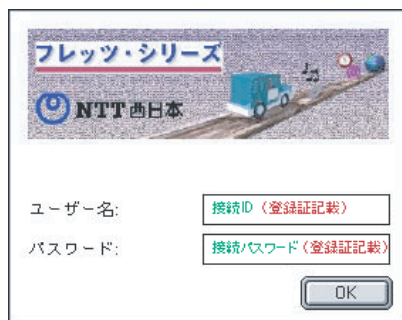 フレッツ・シリーズ
NTT西日本
ユーザー名: 接続ID（登録証記載）
パスワード: 接続パスワード（登録証記載）
OK